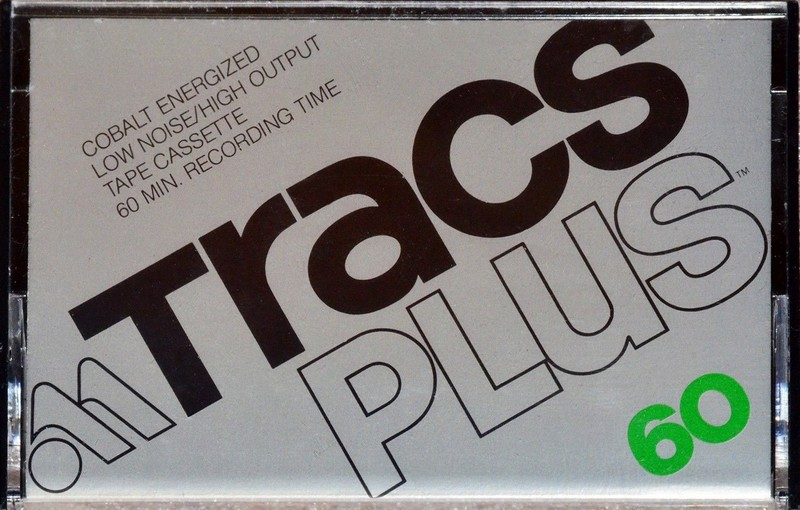 COBALT ENERGIZED
LOW NOISE/HIGH OUTPUT
TAPE CASSETTE
60 MIN. RECORDING TIME
Tracs
PLUS™
60